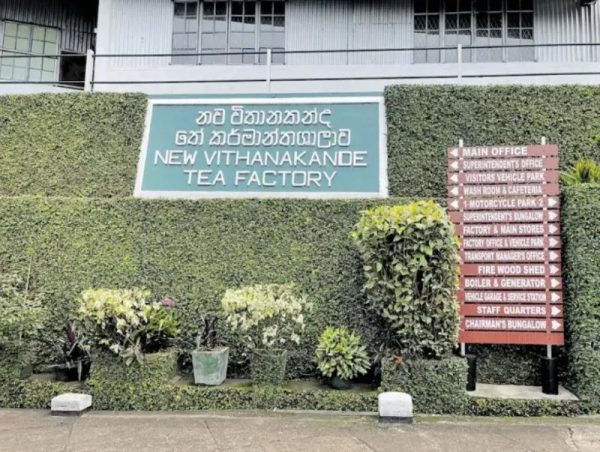 නව විතානකන්ද
තේ කර්මාන්තශාලාව
NEW VITHANAKANDE
TEA FACTORY
MAIN OFFICE
SUPERINTENDENT'S OFFICE
VISITORS VEHICLE PARK
WASH ROOM & CAFETERIA
1 MOTORCYCLE PARK 2
SUPERINTENDENT'S BUNGALOW
FACTORY & MAIN STORES
FACTORY OFFICE & VEHICLE PARK
TRANSPORT MANAGER'S OFFICE
FIRE WOOD SHED
BOILER & GENERATOR
VEHICLE GARAGE & SERVICE STATION
STAFF QUARTERS
CHAIRMAN'S BUNGALOW